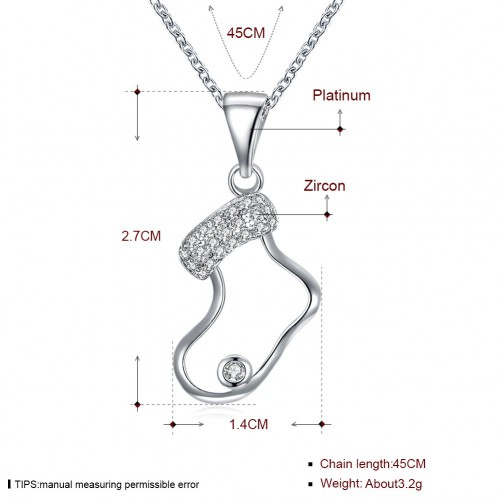 45CM
Platinum
Zircon
2.7CM
1.4CM
Chain length:45CM
Weight: About3.2g
TIPS:manual measuring permissible error